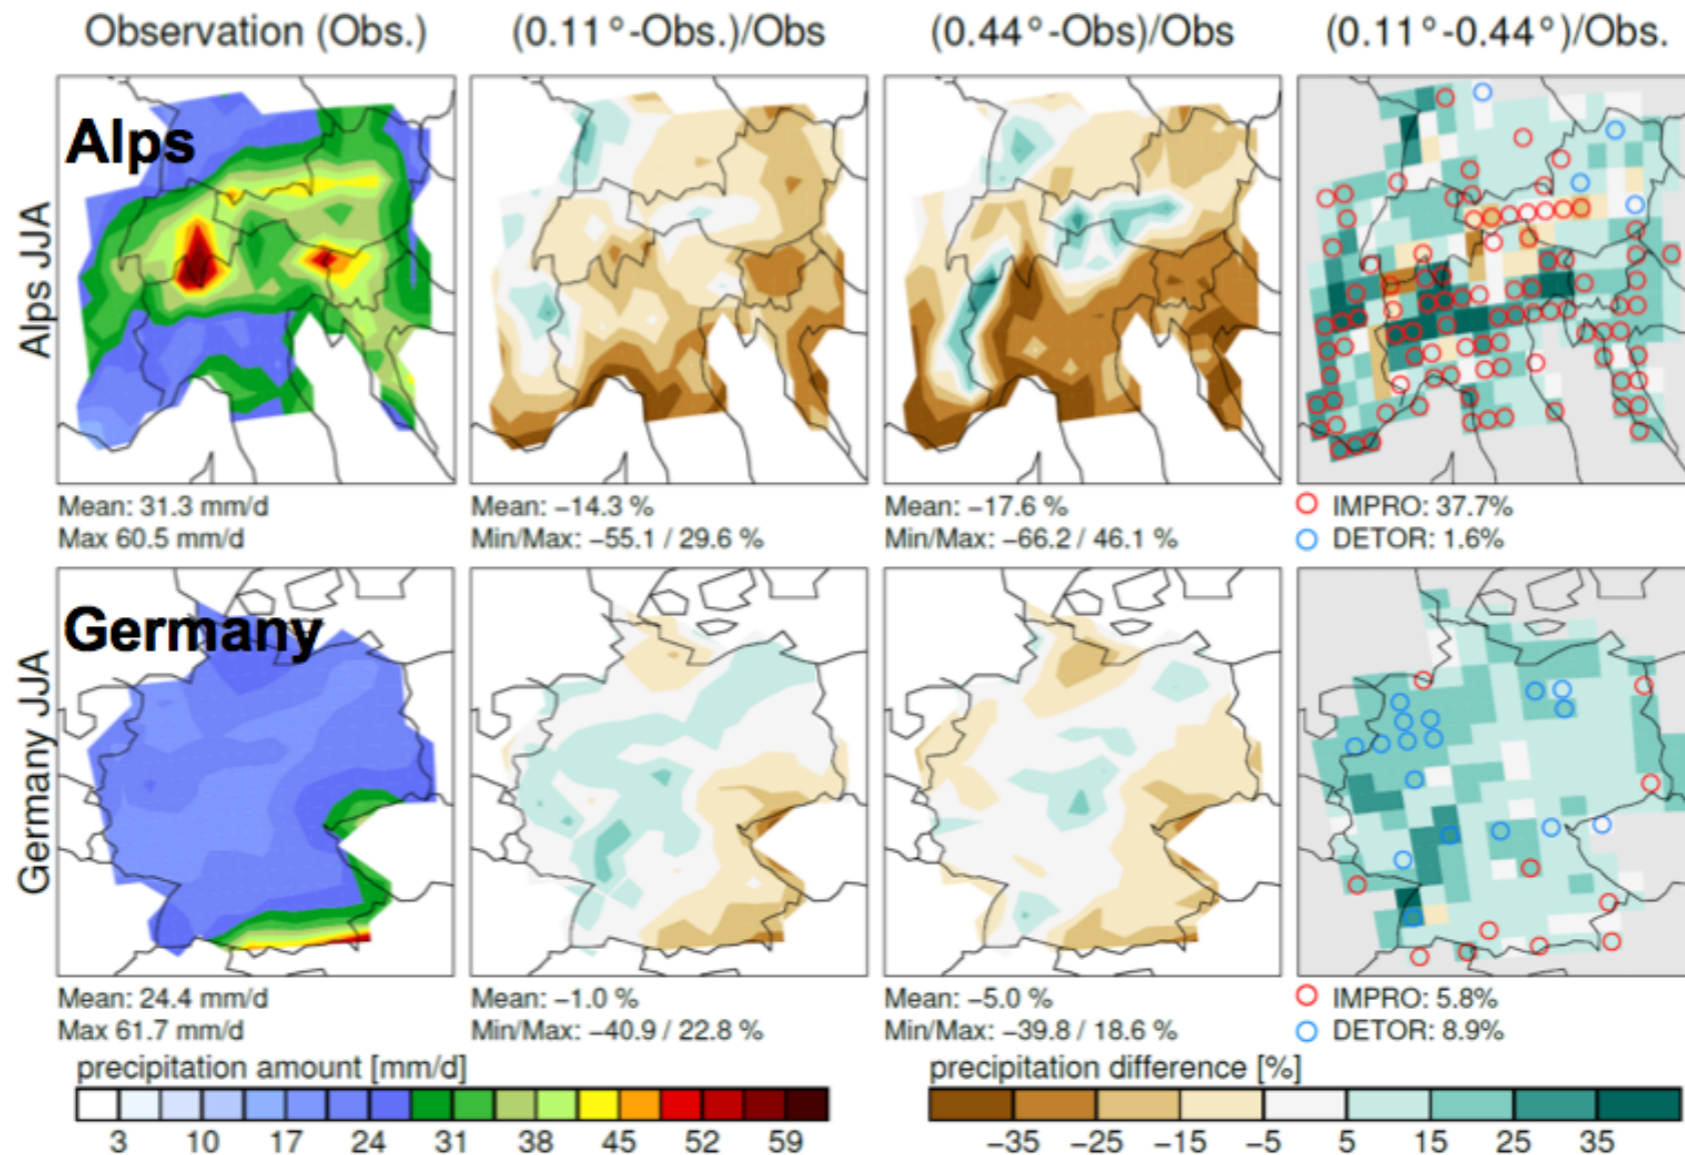 Observation (Obs.) (0.11°-Obs.)/Obs (0.44°-Obs)/Obs (0.11°-0.44°)/Obs.
Alps
Alps JJA
Mean: 31.3 mm/d
Max 60.5 mm/d
Mean: −14.3 %
Min/Max: −55.1 / 29.6 %
Mean: −17.6 %
Min/Max: −66.2 / 46.1 %
IMPRO: 37.7%
DETOR: 1.6%
Germany
Germany JJA
Mean: 24.4 mm/d
Max 61.7 mm/d
Mean: −1.0 %
Min/Max: −40.9 / 22.8 %
Mean: −5.0 %
Min/Max: −39.8 / 18.6 %
IMPRO: 5.8%
DETOR: 8.9%
precipitation amount [mm/d]
3 10 17 24 31 38 45 52 59
precipitation difference [%]
−35 −25 −15 −5 5 15 25 35